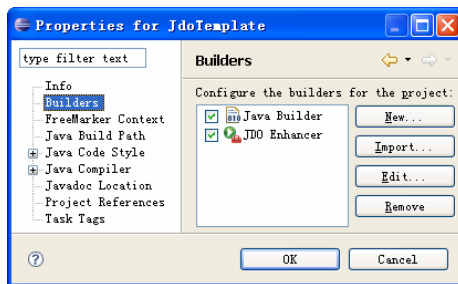 Properties for JdoTemplate
type filter text
Info
Builders
FreeMarker Context
Java Build Path
Java Code Style
Java Compiler
Javadoc Location
Project References
Task Tags
Builders
Configure the builders for the project:
Java Builder
JDO Enhancer
New...
Import...
Edit...
Remove
OK
Cancel